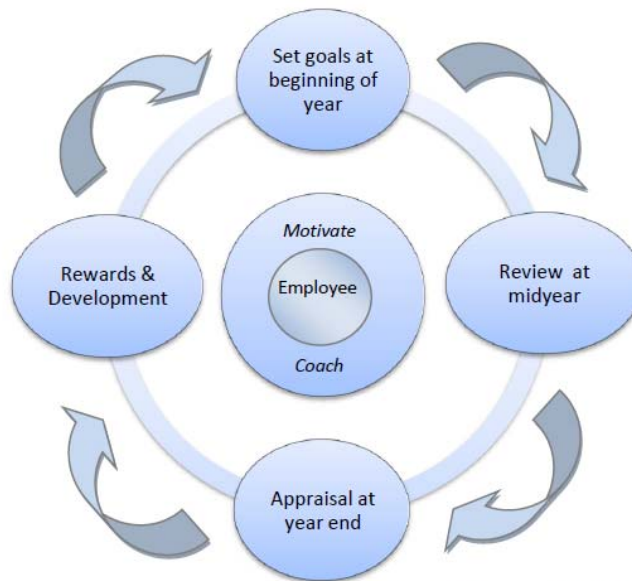 Set goals at
beginning of
year
Motivate
Rewards &
Development
Employee
Review at
midyear
Coach
Appraisal at
year end